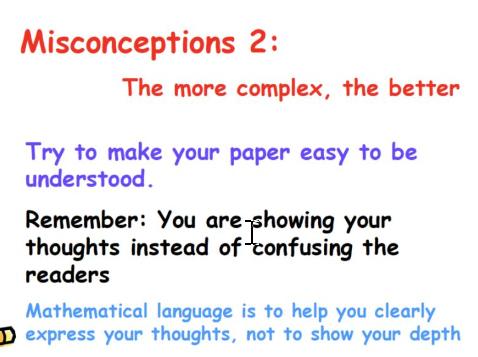 Misconceptions 2:
The more complex, the better
Try to make your paper easy to be
understood.
Remember: You are showing your
thoughts instead of confusing the
readers
Mathematical language is to help you clearly
express your thoughts, not to show your depth